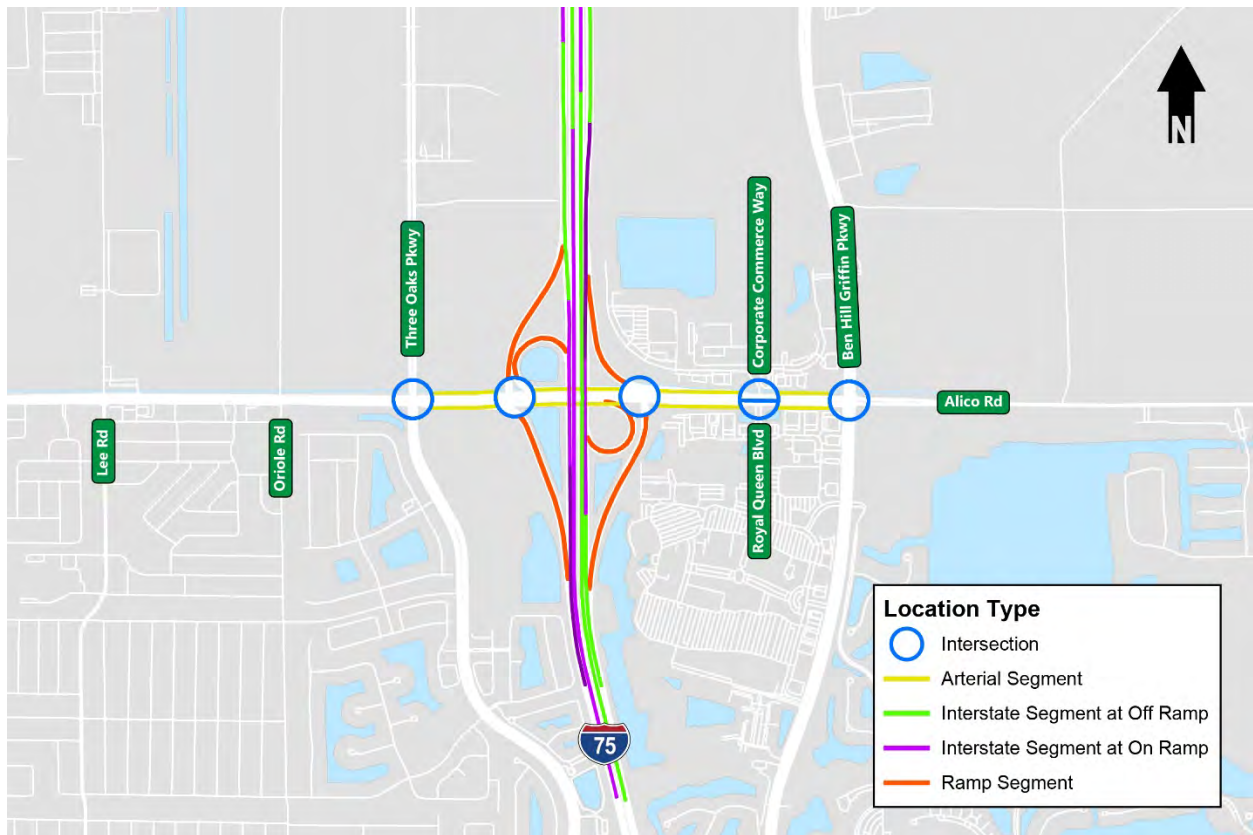 N
Three Oaks Pkwy
Corporate Commerce Way
Ben Hill Griffin Pkwy
Alico Rd
Lee Rd
Oriole Rd
Royal Queen Blvd
75
Location Type
Intersection
Arterial Segment
Interstate Segment at Off Ramp
Interstate Segment at On Ramp
Ramp Segment